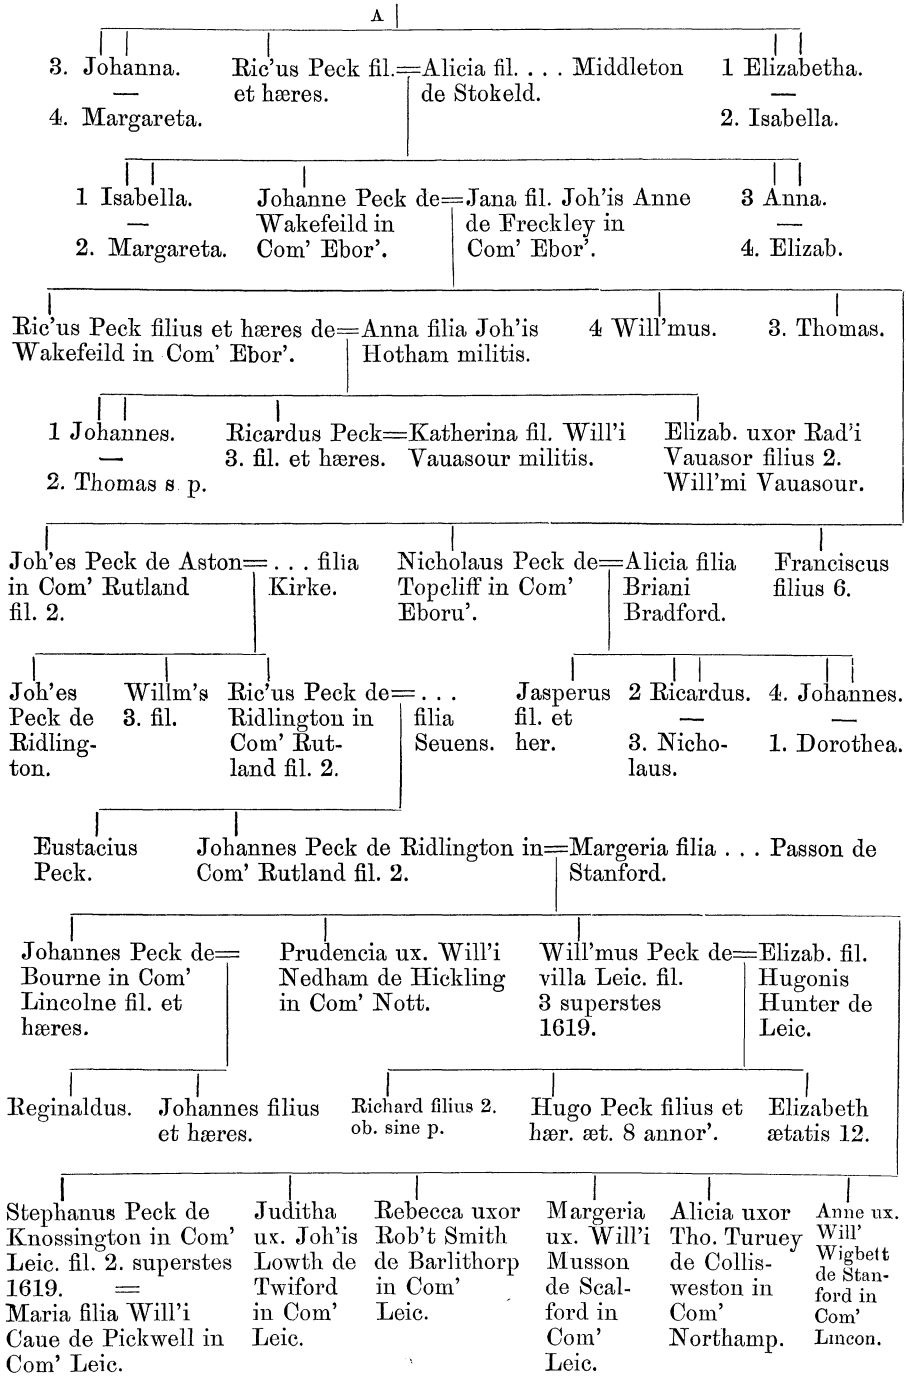 A
3. Johanna.
—
4. Margareta.
Ric'us Peck fil.=Alicia fil. . . . Middleton
et hæres. de Stokeld.
1 Elizabetha.
—
2. Isabella.
1 Isabella.
—
2. Margareta.
Johanne Peck de=Jana fil. Joh'is Anne
Wakefeild in de Freckley in
Com' Ebor'. Com' Ebor'.
3 Anna.
—
4. Elizab.
Ric'us Peck filius et hæres de=Anna filia Joh'is
Wakefeild in Com' Ebor'. Hotham militis.
4 Will'mus.
3. Thomas.
1 Johannes.
—
2. Thomas s. p.
Ricardus Peck=Katherina fil. Will'i
3. fil. et hæres. Vauasour militis.
Elizab. uxor Rad'i
Vauasor filius 2.
Will'mi Vauasour.
Joh'es Peck de Aston= . . . filia
in Com' Rutland Kirke.
fil. 2.
Nicholaus Peck de=Alicia filia
Topcliff in Com' Briani
Eboru'. Bradford.
Franciscus
filius 6.
Joh'es
Peck de
Ridling-
ton.
Willm's
3. fil.
Ric'us Peck de= . . .
Ridlington in filia
Com' Rut- Seuens.
land fil. 2.
Jasperus
fil. et
her.
2 Ricardus.
—
3. Nicho-
laus.
4. Johannes.
—
1. Dorothea.
Eustacius
Peck.
Johannes Peck de Ridlington in=Margeria filia . . . Passon de
Com' Rutland fil. 2. Stanford.
Johannes Peck de=
Bourne in Com'
Lincolne fil. et
hæres.
Prudencia ux. Will'i
Nedham de Hickling
in Com' Nott.
Will'mus Peck de=Elizab. fil.
villa Leic. fil. Hugonis
3 superstes Hunter de
1619. Leic.
Reginaldus.
Johannes filius
et hæres.
Richard filius 2.
ob. sine p.
Hugo Peck filius et
hær. æt. 8 annor'.
Elizabeth
ætatis 12.
Stephanus Peck de
Knossington in Com'
Leic. fil. 2. superstes
1619. =
Maria filia Will'i
Caue de Pickwell in
Com' Leic.
Juditha
ux. Joh'is
Lowth de
Twiford
in Com'
Leic.
Rebecca uxor
Rob't Smith
de Barlithorp
in Com'
Leic.
Margeria
ux. Will'i
Musson
de Scal-
ford in
Com'
Leic.
Alicia uxor
Tho. Turuey
de Collis-
weston in
Com'
Northamp.
Anne ux.
Will'
Wigbett
de Stan-
ford in
Com'
Lincon.